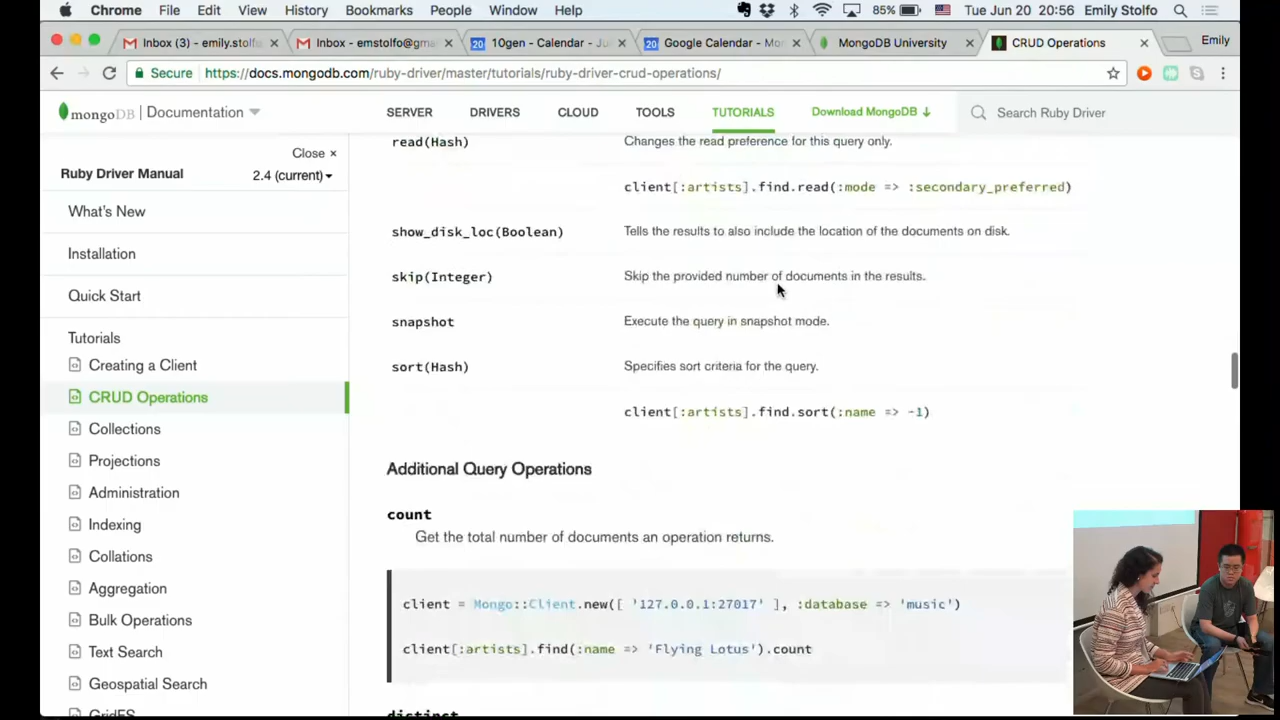 Chrome File Edit View History Bookmarks People Window Help 85% Tue Jun 20 20:56 Emily Stolfo
Inbox (3) - emily.stolf Inbox - emstolfo@gm 10gen - Calendar - Ju Google Calendar - Mo MongoDB University CRUD Operations Emily
Secure https://docs.mongodb.com/ruby-driver/master/tutorials/ruby-driver-crud-operations/
mongoDB Documentation SERVER DRIVERS CLOUD TOOLS TUTORIALS Download MongoDB Search Ruby Driver
Close ×
Ruby Driver Manual 2.4 (current)
What's New
Installation
Quick Start
Tutorials
Creating a Client
CRUD Operations
Collections
Projections
Administration
Indexing
Collations
Aggregation
Bulk Operations
Text Search
Geospatial Search
GridFS
read(Hash) Changes the read preference for this query only.
client[:artists].find.read(:mode => :secondary_preferred)
show_disk_loc(Boolean) Tells the results to also include the location of the documents on disk.
skip(Integer) Skip the provided number of documents in the results.
snapshot Execute the query in snapshot mode.
sort(Hash) Specifies sort criteria for the query.
client[:artists].find.sort(:name => -1)
Additional Query Operations
count
Get the total number of documents an operation returns.
client = Mongo::Client.new([ '127.0.0.1:27017' ], :database => 'music')
client[:artists].find(:name => 'Flying Lotus').count
distinct